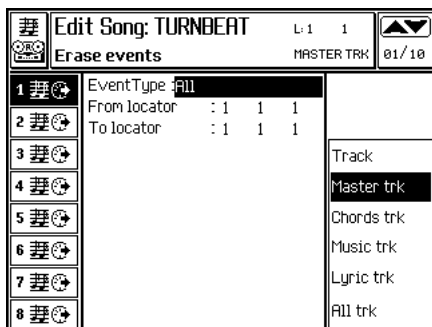 Edit Song: TURNBEAT L: 1 1
Erase events MASTER TRK 01/10
1 EventType :All
From locator : 1 1 1
2 To locator : 1 1 1
3 Track
4 Master trk
5 Chords trk
6 Music trk
7 Lyric trk
8 All trk